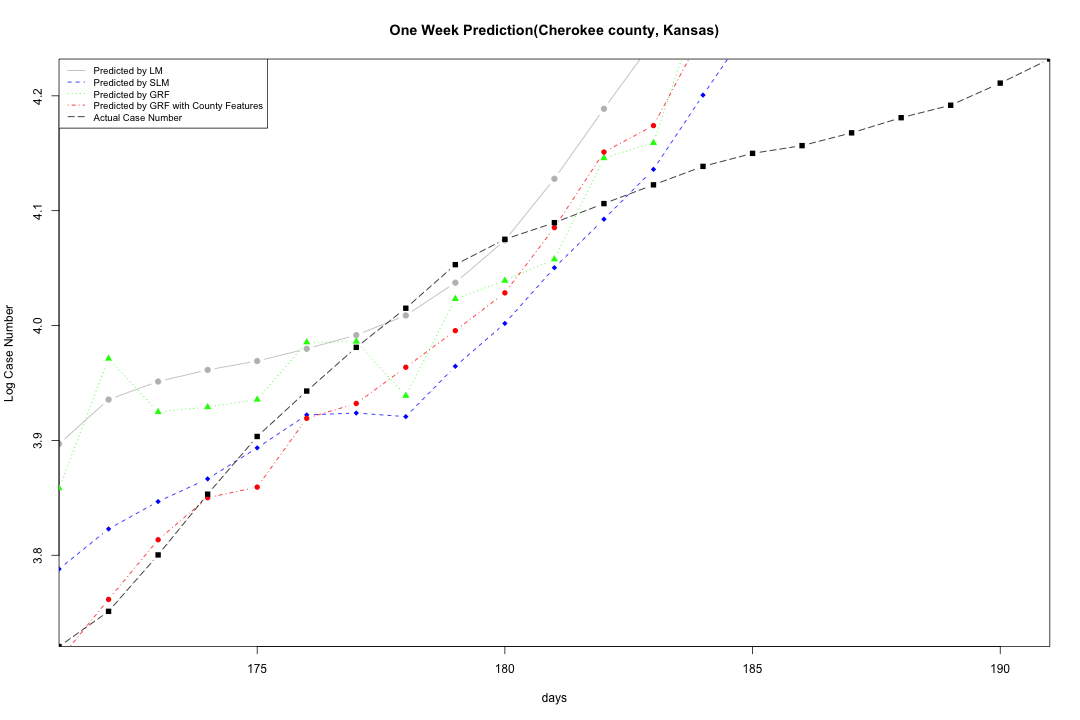 One Week Prediction(Cherokee county, Kansas)
Predicted by LM
Predicted by SLM
Predicted by GRF
Predicted by GRF with County Features
Actual Case Number
4.2
4.1
4.0
3.9
3.8
Log Case Number
175
180
185
190
days